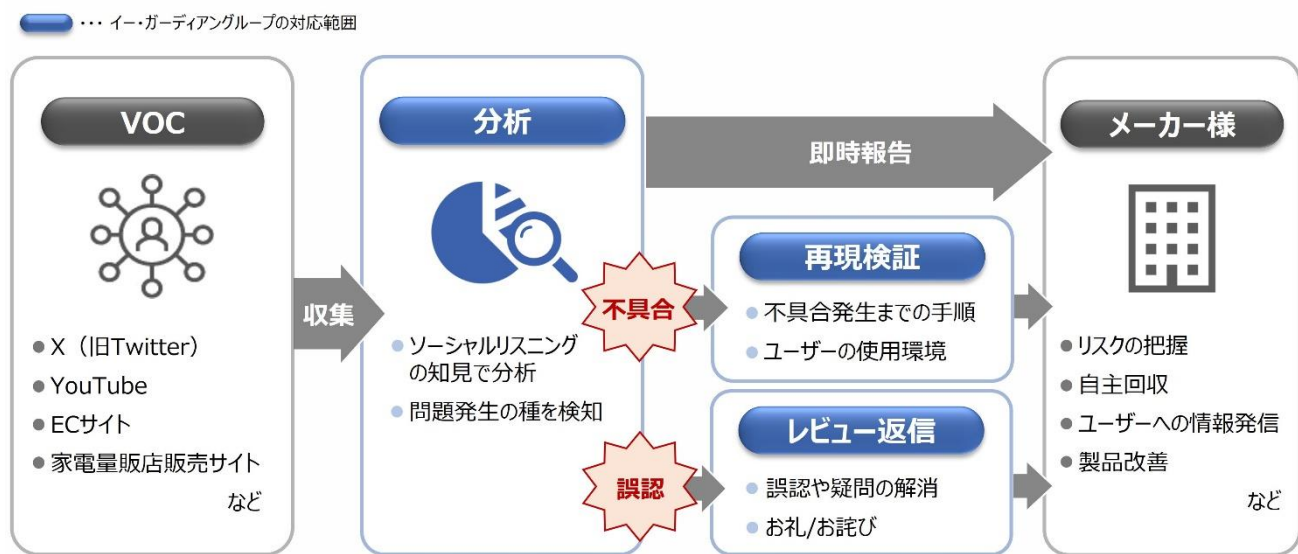 ･･･ イー・ガーディアングループの対応範囲
VOC
X（旧Twitter）
YouTube
ECサイト
家電量販店販売サイト
など
収集
分析
ソーシャルリスニング
の知見で分析
問題発生の種を検知
即時報告
不具合
再現検証
不具合発生までの手順
ユーザーの使用環境
誤認
レビュー返信
誤認や疑問の解消
お礼/お詫び
メーカー様
リスクの把握
自主回収
ユーザーへの情報発信
製品改善
など